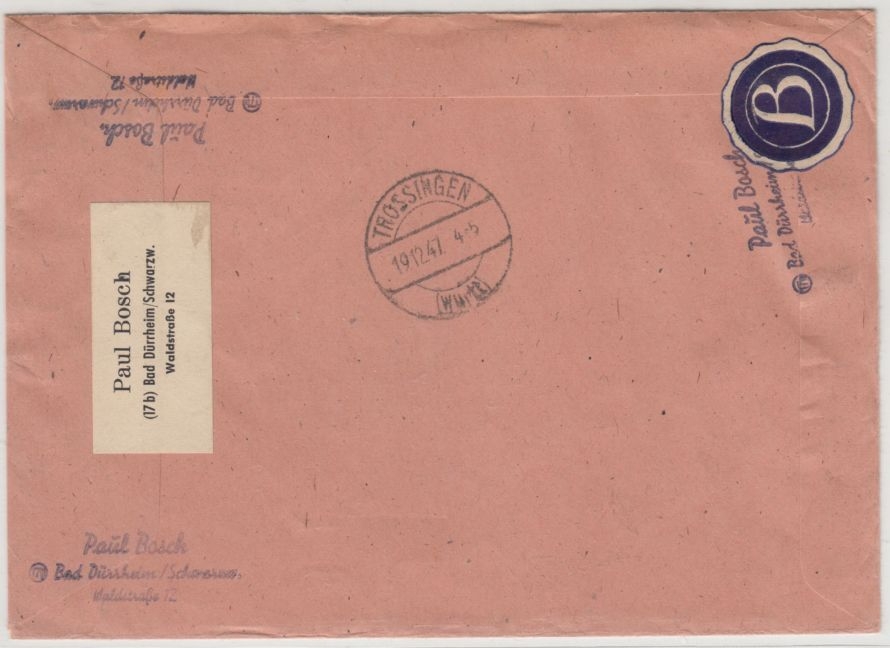 Waldstraße 12
Bad Dürrheim/Schwarzw.
Paul Bosch,
B
Paul Bosch
Bad Dürrheim/
TROSSINGEN
19.12.47. 4-5
(Württ)
Paul Bosch
(17b) Bad Dürrheim/Schwarzw.
Waldstraße 12
Paul Bosch
Bad Dürrheim/Schwarzw.
Waldstraße 12